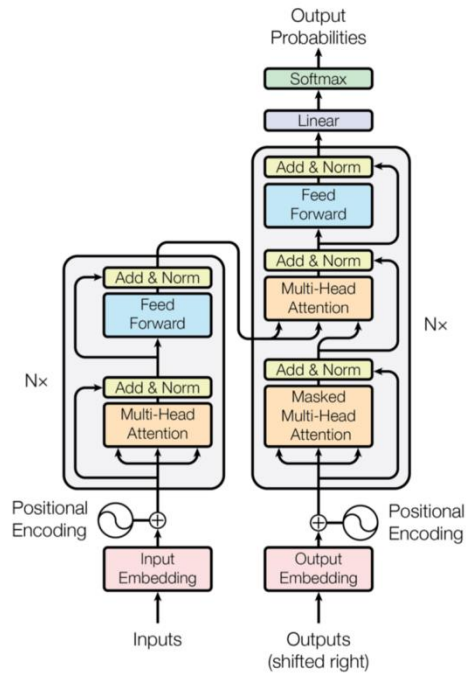 Output
Probabilities
Softmax
Linear
Add & Norm
Feed
Forward
Add & Norm
Multi-Head
Attention
Add & Norm
Masked
Multi-Head
Attention
Nx
Add & Norm
Feed
Forward
Add & Norm
Multi-Head
Attention
N×
Positional
Encoding
Positional
Encoding
Input
Embedding
Output
Embedding
Inputs
Outputs
(shifted right)